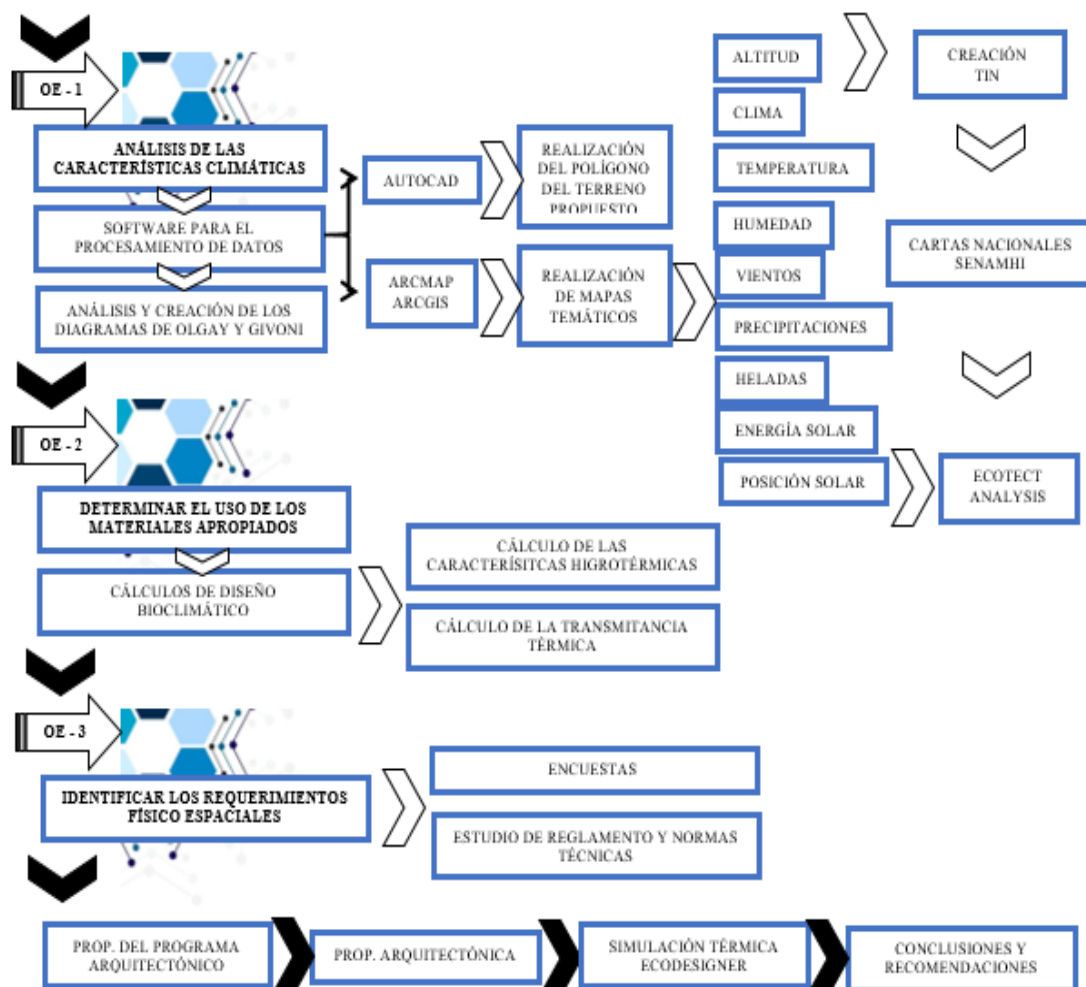 OE - 1
ANÁLISIS DE LAS
CARACTERÍSTICAS CLIMÁTICAS
SOFTWARE PARA EL
PROCESAMIENTO DE DATOS
ANÁLISIS Y CREACIÓN DE LOS
DIAGRAMAS DE OLGAY Y GIVONI
AUTOCAD
REALIZACIÓN
DEL POLÍGONO
DEL TERRENO
PROPUESTO
ARCMAP
ARCGIS
REALIZACIÓN
DE MAPAS
TEMÁTICOS
ALTITUD
CLIMA
TEMPERATURA
HUMEDAD
VIENTOS
PRECIPITACIONES
HELADAS
ENERGÍA SOLAR
POSICIÓN SOLAR
CREACIÓN
TIN
CARTAS NACIONALES
SENAMHI
ECOTECT
ANALYSIS
OE - 2
DETERMINAR EL USO DE LOS
MATERIALES APROPIADOS
CÁLCULOS DE DISEÑO
BIOCLIMÁTICO
CÁLCULO DE LAS
CARACTERÍSITCAS HIGROTÉRMICAS
CÁLCULO DE LA TRANSMITANCIA
TÉRMICA
OE - 3
IDENTIFICAR LOS REQUERIMIENTOS
FÍSICO ESPACIALES
ENCUESTAS
ESTUDIO DE REGLAMENTO Y NORMAS
TÉCNICAS
PROP. DEL PROGRAMA
ARQUITECTÓNICO
PROP. ARQUITECTÓNICA
SIMULACIÓN TÉRMICA
ECODESIGNER
CONCLUSIONES Y
RECOMENDACIONES